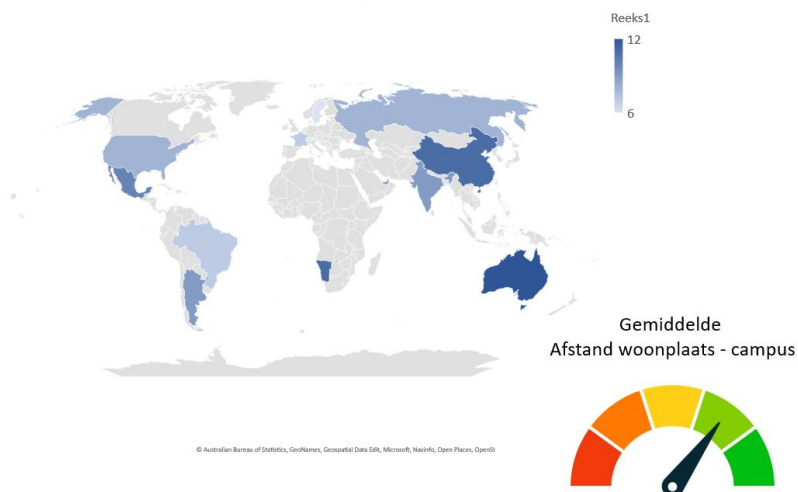 Reeks1
12
6
Gemiddelde
Afstand woonplaats - campus
© Australian Bureau of Statistics, GeoNames, Geospatial Data Edit, Microsoft, Navinfo, Open Places, OpenSt